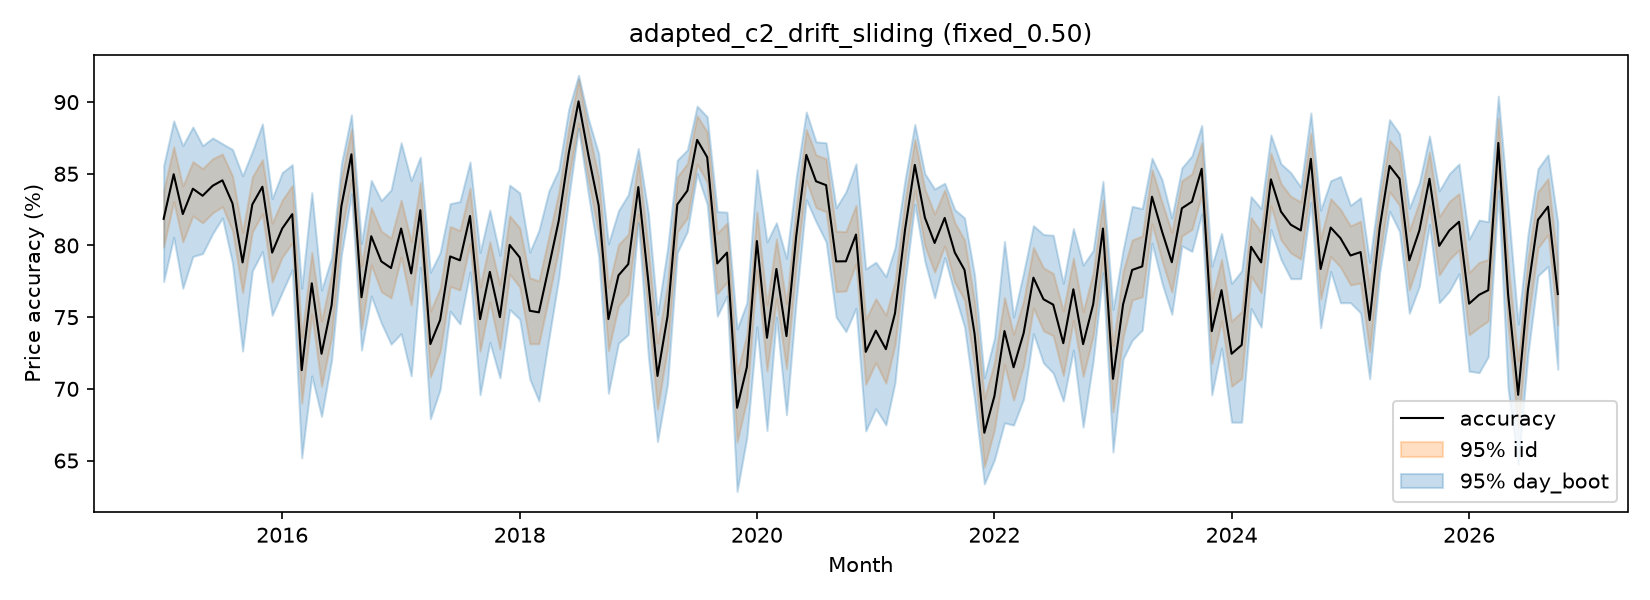 adapted_c2_drift_sliding (fixed_0.50)
Price accuracy (%)
90
85
80
75
70
65
accuracy
95% iid
95% day_boot
2016 2018 2020 2022 2024 2026
Month